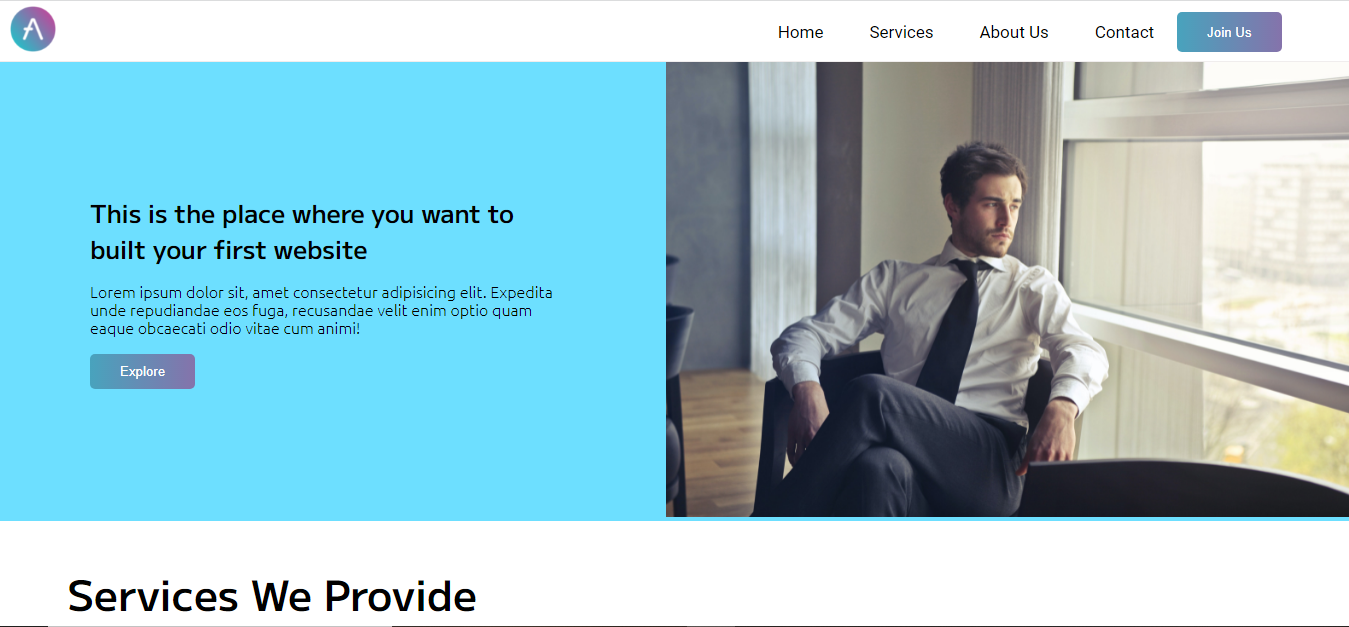 Home Services About Us Contact Join Us
This is the place where you want to
built your first website
Lorem ipsum dolor sit, amet consectetur adipisicing elit. Expedita
unde repudiandae eos fuga, recusandae velit enim optio quam
eaque obcaecati odio vitae cum animi!
Explore
Services We Provide